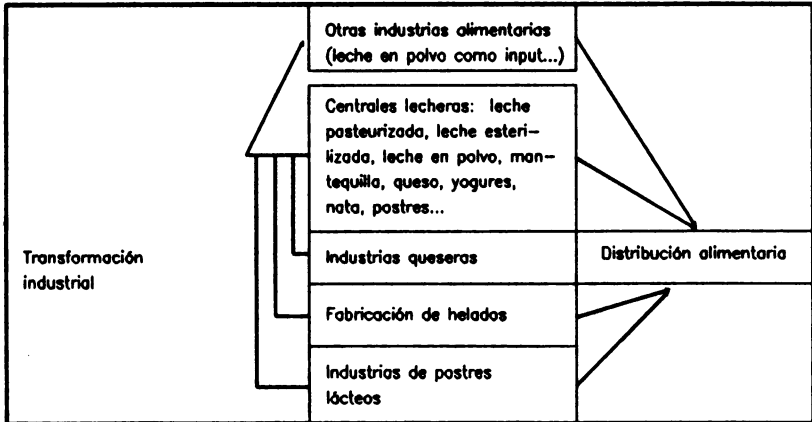 Otras industrias alimentarias
(leche en polvo como input...)
Centrales lecheras: leche
pasteurizada, leche esteri-
lizada, leche en polvo, man-
tequilla, queso, yogures,
nata, postres...
Transformación
industrial
Industrias queseras
Distribución alimentaria
Fabricación de helados
Industrias de postres
lácteos